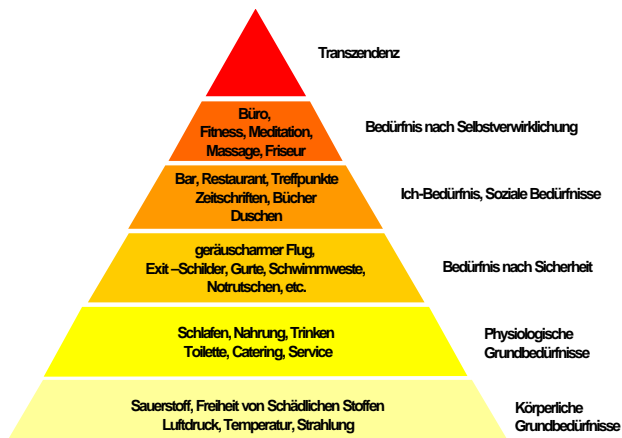 Transzendenz
Büro,
Fitness, Meditation,
Massage, Friseur
Bedürfnis nach Selbstverwirklichung
Bar, Restaurant, Treffpunkte
Zeitschriften, Bücher
Duschen
Ich-Bedürfnis, Soziale Bedürfnisse
geräuscharmer Flug,
Exit –Schilder, Gurte, Schwimmweste,
Notrutschen, etc.
Bedürfnis nach Sicherheit
Schlafen, Nahrung, Trinken
Toilette, Catering, Service
Physiologische
Grundbedürfnisse
Sauerstoff, Freiheit von Schädlichen Stoffen
Luftdruck, Temperatur, Strahlung
Körperliche
Grundbedürfnisse